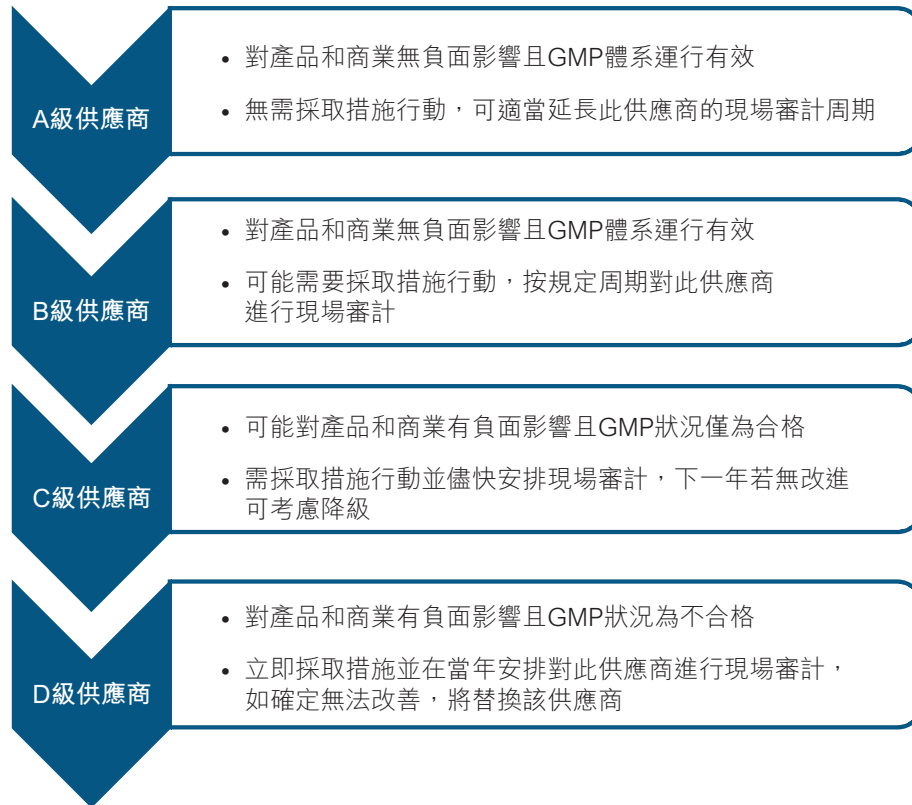 A級供應商
• 對產品和商業無負面影響且GMP體系運行有效
• 無需採取措施行動，可適當延長此供應商的現場審計周期
B級供應商
• 對產品和商業無負面影響且GMP體系運行有效
• 可能需要採取措施行動，按規定周期對此供應商
進行現場審計
C級供應商
• 可能對產品和商業有負面影響且GMP狀況僅為合格
• 需採取措施行動並儘快安排現場審計，下一年若無改進
可考慮降級
D級供應商
• 對產品和商業有負面影響且GMP狀況為不合格
• 立即採取措施並在當年安排對此供應商進行現場審計，
如確定無法改善，將替換該供應商